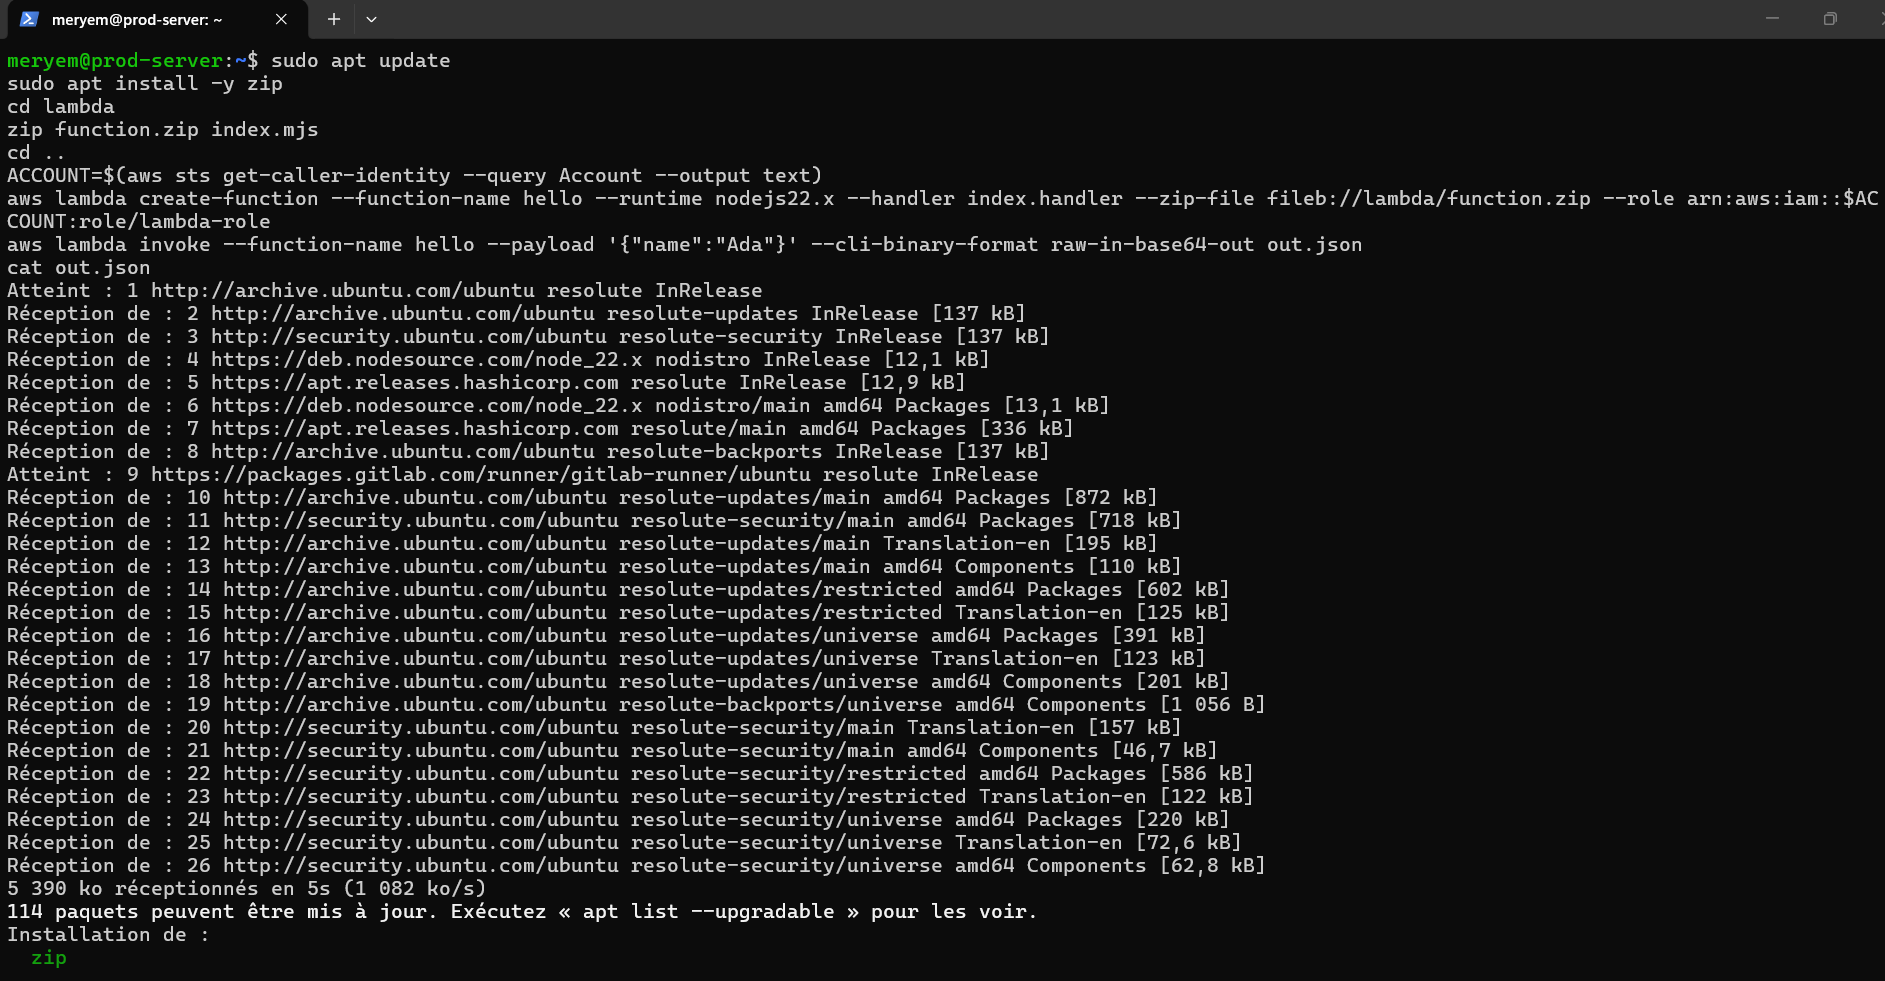 meryem@prod-server: ~
meryem@prod-server:~$ sudo apt update
sudo apt install -y zip
cd lambda
zip function.zip index.mjs
cd ..
ACCOUNT=$(aws sts get-caller-identity --query Account --output text)
aws lambda create-function --function-name hello --runtime nodejs22.x --handler index.handler --zip-file fileb://lambda/function.zip --role arn:aws:iam::$AC
COUNT:role/lambda-role
aws lambda invoke --function-name hello --payload '{"name":"Ada"}' --cli-binary-format raw-in-base64-out out.json
cat out.json
Atteint : 1 http://archive.ubuntu.com/ubuntu resolute InRelease
Réception de : 2 http://archive.ubuntu.com/ubuntu resolute-updates InRelease [137 kB]
Réception de : 3 http://security.ubuntu.com/ubuntu resolute-security InRelease [137 kB]
Réception de : 4 https://deb.nodesource.com/node_22.x nodistro InRelease [12,1 kB]
Réception de : 5 https://apt.releases.hashicorp.com resolute InRelease [12,9 kB]
Réception de : 6 https://deb.nodesource.com/node_22.x nodistro/main amd64 Packages [13,1 kB]
Réception de : 7 https://apt.releases.hashicorp.com resolute/main amd64 Packages [336 kB]
Réception de : 8 http://archive.ubuntu.com/ubuntu resolute-backports InRelease [137 kB]
Atteint : 9 https://packages.gitlab.com/runner/gitlab-runner/ubuntu resolute InRelease
Réception de : 10 http://archive.ubuntu.com/ubuntu resolute-updates/main amd64 Packages [872 kB]
Réception de : 11 http://security.ubuntu.com/ubuntu resolute-security/main amd64 Packages [718 kB]
Réception de : 12 http://archive.ubuntu.com/ubuntu resolute-updates/main Translation-en [195 kB]
Réception de : 13 http://archive.ubuntu.com/ubuntu resolute-updates/main amd64 Components [110 kB]
Réception de : 14 http://archive.ubuntu.com/ubuntu resolute-updates/restricted amd64 Packages [602 kB]
Réception de : 15 http://archive.ubuntu.com/ubuntu resolute-updates/restricted Translation-en [125 kB]
Réception de : 16 http://archive.ubuntu.com/ubuntu resolute-updates/universe amd64 Packages [391 kB]
Réception de : 17 http://archive.ubuntu.com/ubuntu resolute-updates/universe Translation-en [123 kB]
Réception de : 18 http://archive.ubuntu.com/ubuntu resolute-updates/universe amd64 Components [201 kB]
Réception de : 19 http://archive.ubuntu.com/ubuntu resolute-backports/universe amd64 Components [1 056 B]
Réception de : 20 http://security.ubuntu.com/ubuntu resolute-security/main Translation-en [157 kB]
Réception de : 21 http://security.ubuntu.com/ubuntu resolute-security/main amd64 Components [46,7 kB]
Réception de : 22 http://security.ubuntu.com/ubuntu resolute-security/restricted amd64 Packages [586 kB]
Réception de : 23 http://security.ubuntu.com/ubuntu resolute-security/restricted Translation-en [122 kB]
Réception de : 24 http://security.ubuntu.com/ubuntu resolute-security/universe amd64 Packages [220 kB]
Réception de : 25 http://security.ubuntu.com/ubuntu resolute-security/universe Translation-en [72,6 kB]
Réception de : 26 http://security.ubuntu.com/ubuntu resolute-security/universe amd64 Components [62,8 kB]
5 390 ko réceptionnés en 5s (1 082 ko/s)
114 paquets peuvent être mis à jour. Exécutez « apt list --upgradable » pour les voir.
Installation de :
  zip